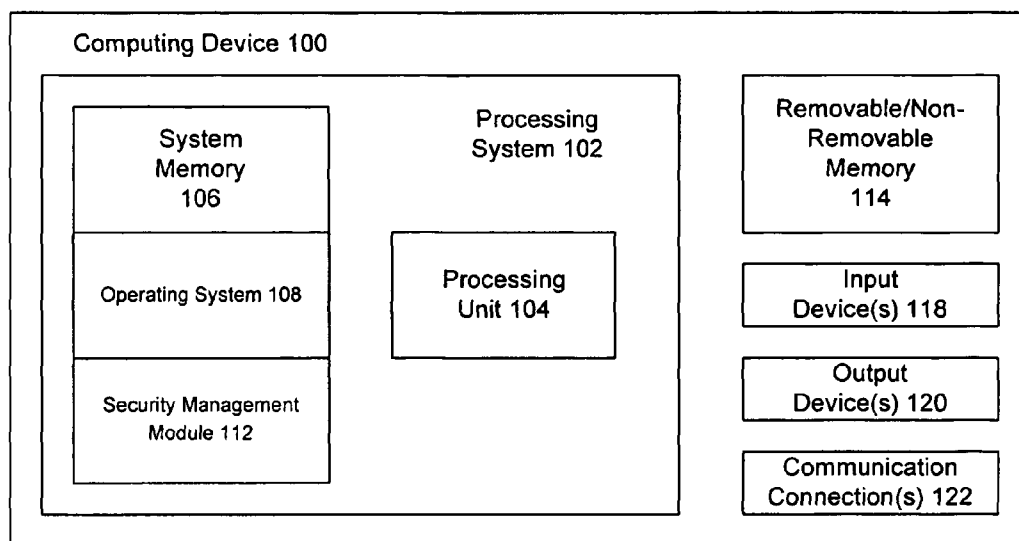 Computing Device 100
System
Memory
106
Operating System 108
Security Management
Module 112
Processing
System 102
Processing
Unit 104
Removable/Non-
Removable
Memory
114
Input
Device(s) 118
Output
Device(s) 120
Communication
Connection(s) 122